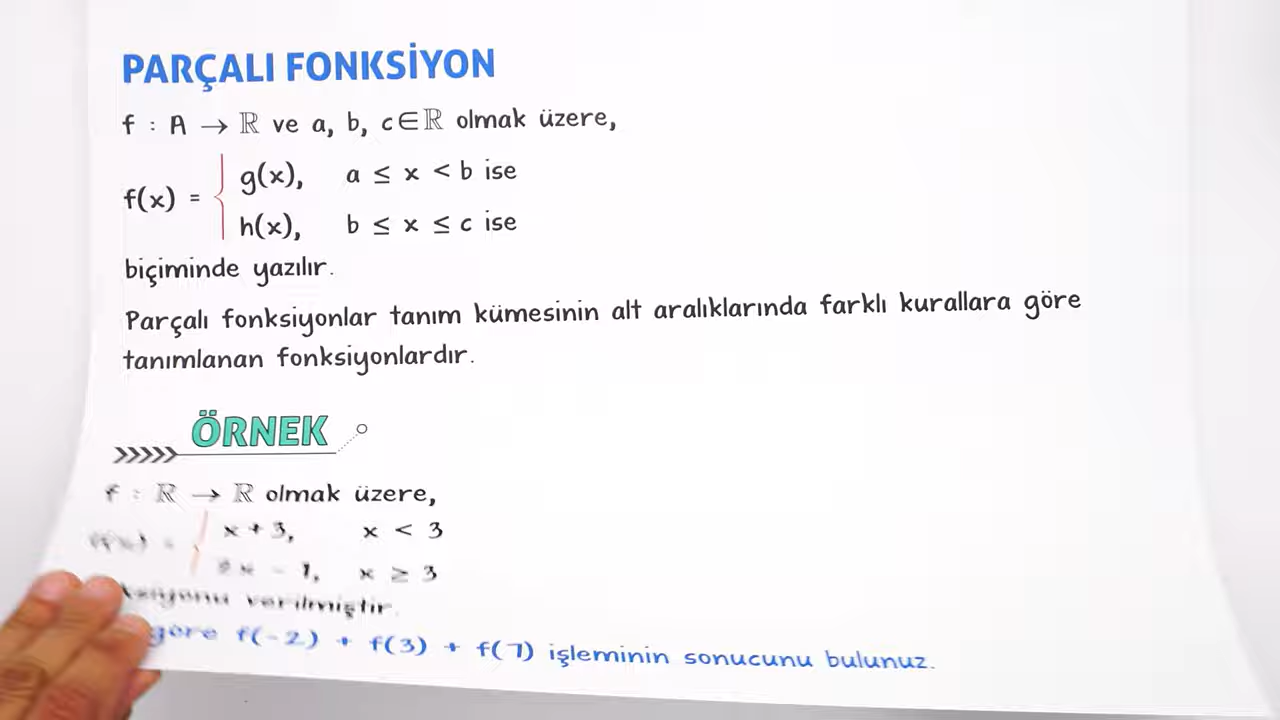 PARÇALI FONKSİYON
f : A → ℝ ve a, b, c∈ℝ olmak üzere,
f(x) = { g(x), a ≤ x < b ise
h(x), b ≤ x ≤ c ise
biçiminde yazılır.
Parçalı fonksiyonlar tanım kümesinin alt aralıklarında farklı kurallara göre
tanımlanan fonksiyonlardır.
ÖRNEK
f : ℝ → ℝ olmak üzere,
f(x) = { x + 3, x < 3
x - 1, x ≥ 3
verilmiştir.
göre f(-2) + f(3) + f(7) işleminin sonucunu bulunuz.